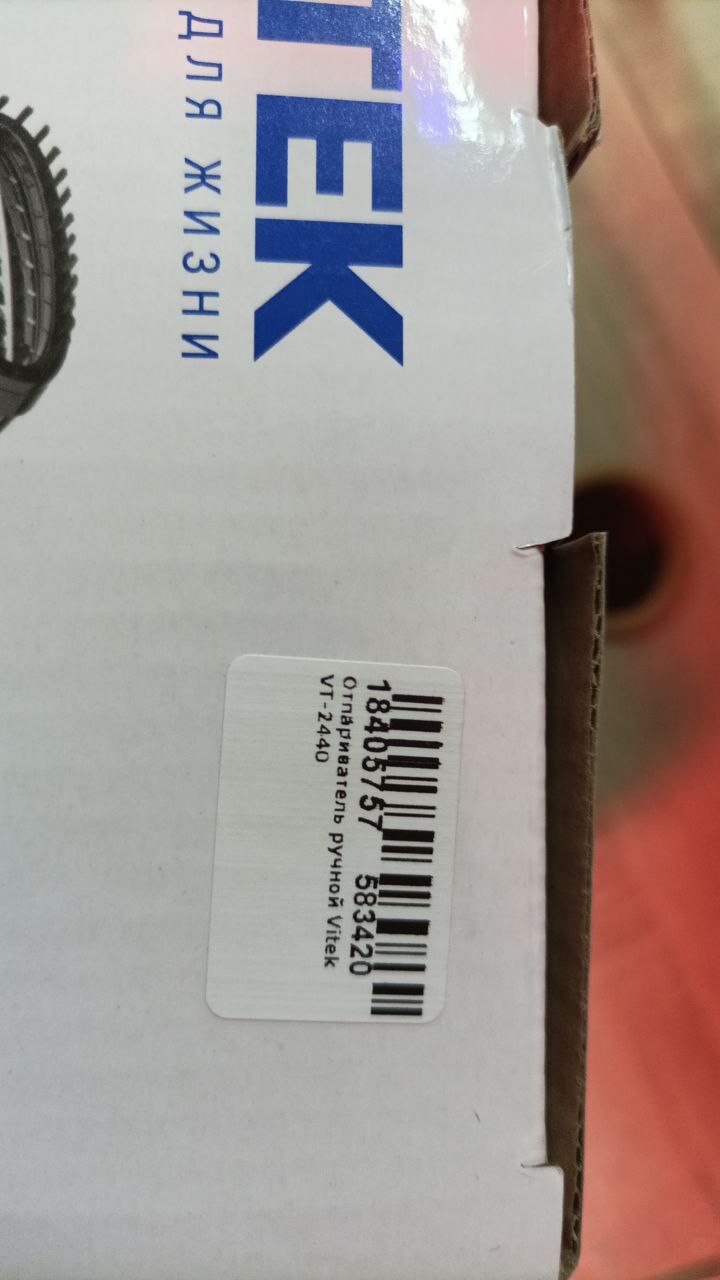 ТЕК
ДЛЯ ЖИЗНИ
18405757 583420
Отпариватель ручной Vitek
VT-2440